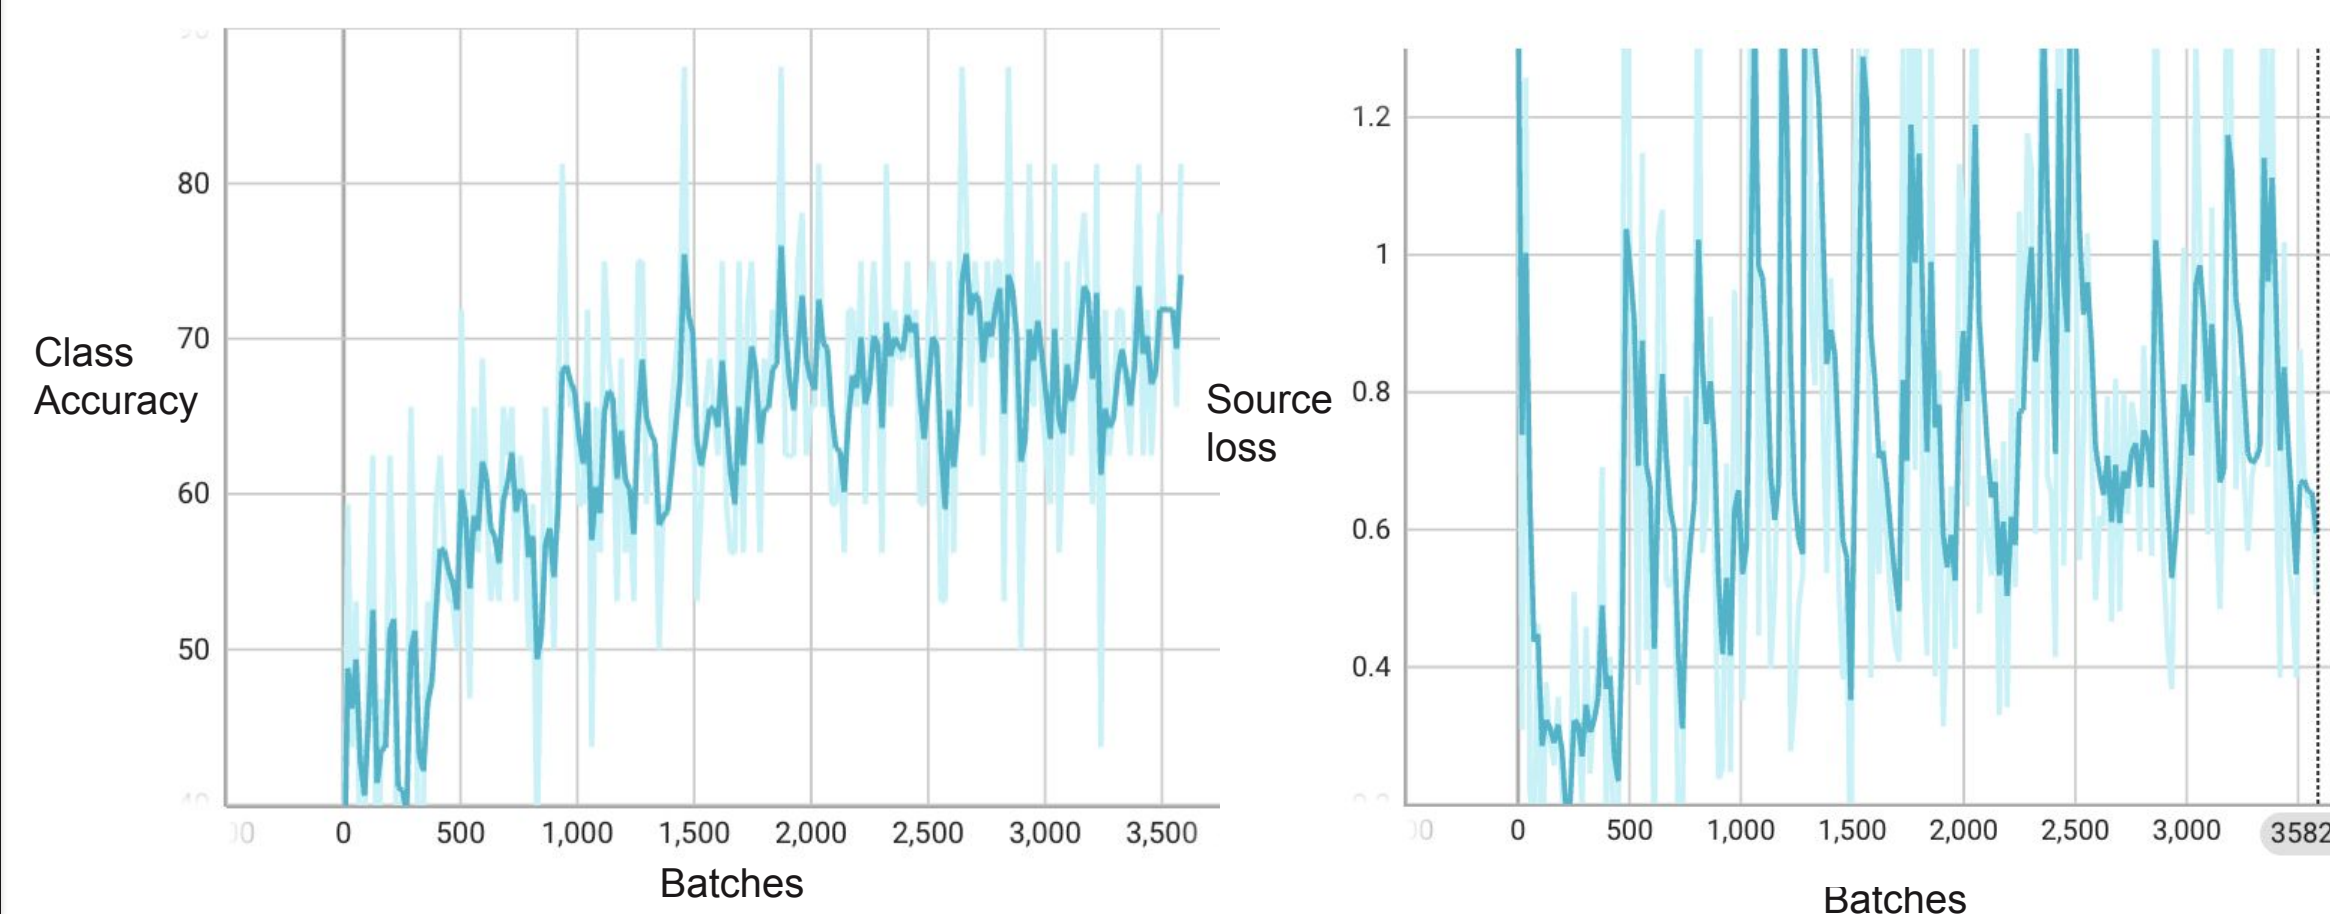 80
70
60
50
Class
Accuracy
0 500 1,000 1,500 2,000 2,500 3,000 3,500
Batches
1.2
1
0.8
0.6
0.4
Source
loss
0 500 1,000 1,500 2,000 2,500 3,000 3582
Batches